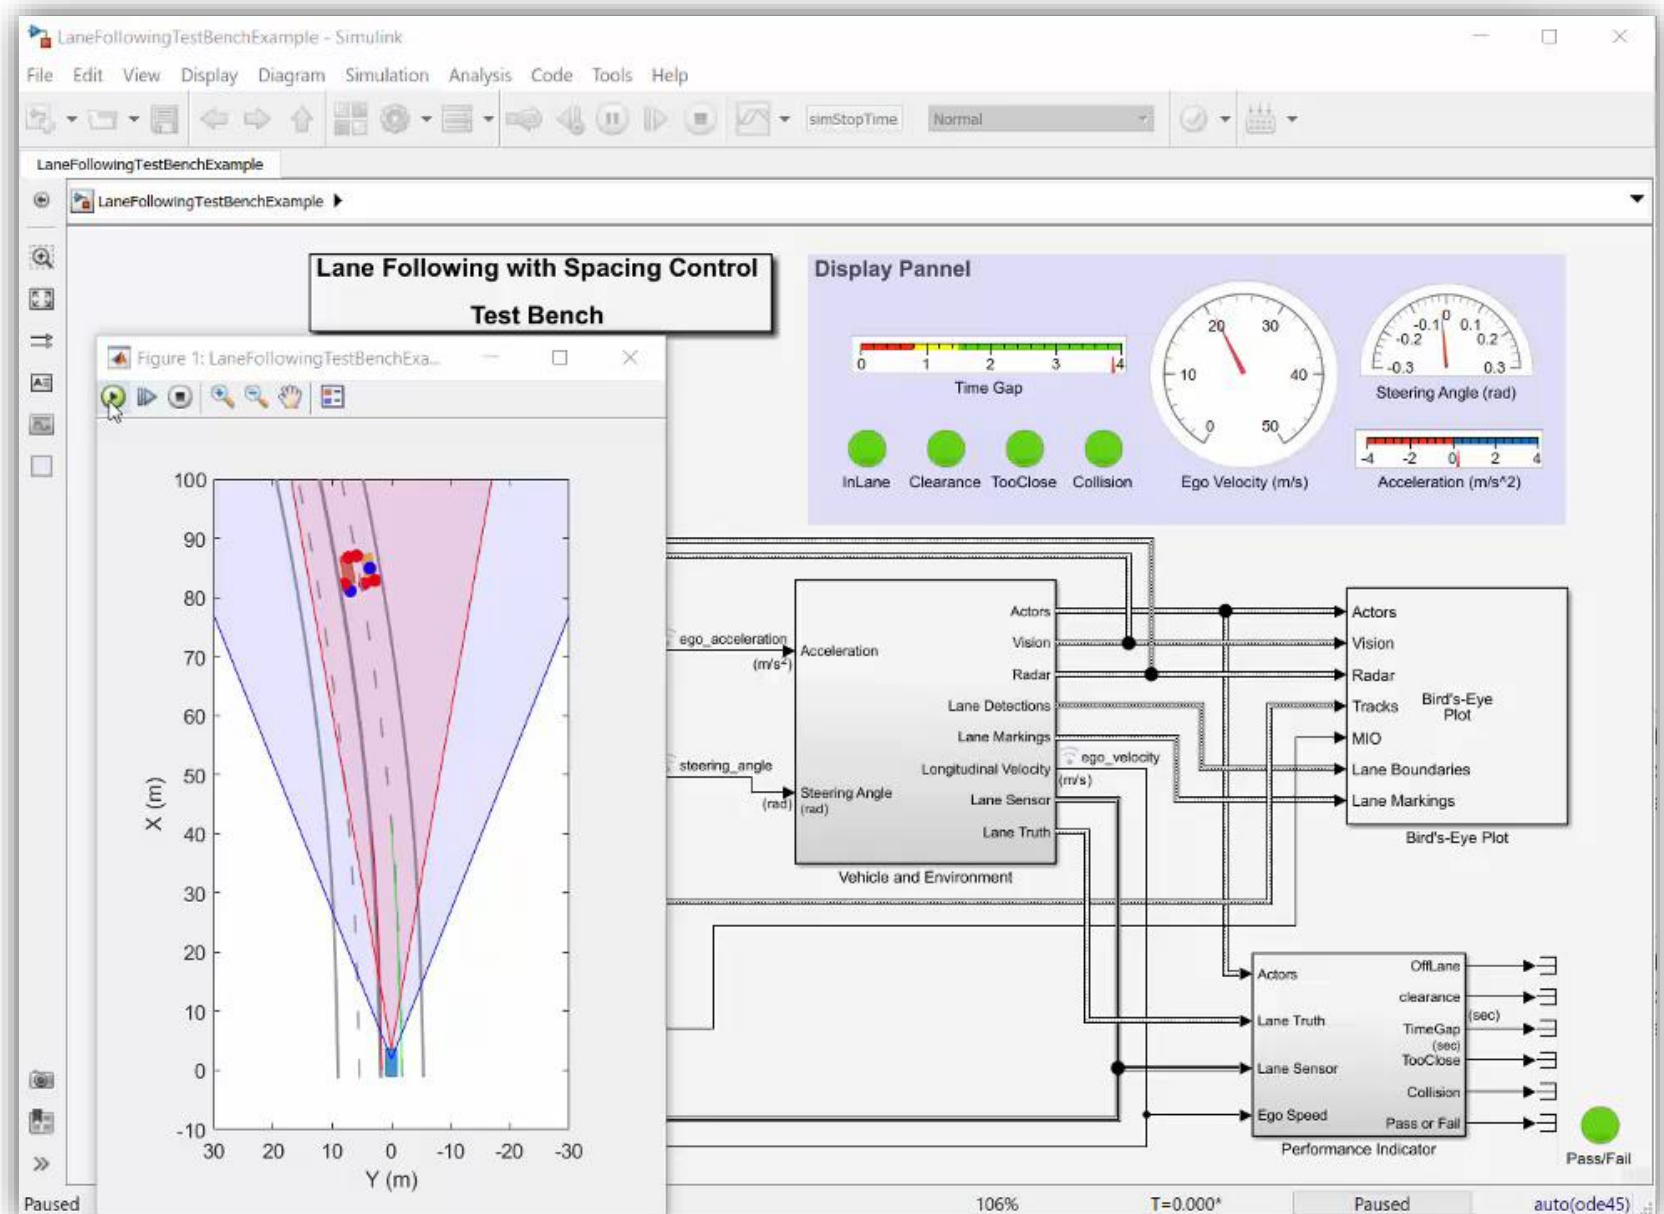 LaneFollowingTestBenchExample - Simulink
File Edit View Display Diagram Simulation Analysis Code Tools Help
simStopTime Normal
LaneFollowingTestBenchExample
LaneFollowingTestBenchExample
Lane Following with Spacing Control
Test Bench
Display Pannel
0 1 2 3 4
Time Gap
InLane Clearance TooClose Collision
0 10 20 30 40 50
Ego Velocity (m/s)
-0.3 -0.2 -0.1 0 0.1 0.2 0.3
Steering Angle (rad)
-4 -2 0 2 4
Acceleration (m/s^2)
Figure 1: LaneFollowingTestBenchExa...
100
90
80
70
60
50
40
30
20
10
0
-10
X (m)
30 20 10 0 -10 -20 -30
Y (m)
ego_acceleration
(m/s²)
steering_angle
(rad)
Acceleration
Steering Angle
(rad)
Actors
Vision
Radar
Lane Detections
Lane Markings
Longitudinal Velocity
Lane Sensor
Lane Truth
Vehicle and Environment
ego_velocity
(m/s)
Actors
Vision
Radar
Tracks
MIO
Lane Boundaries
Lane Markings
Bird's-Eye
Plot
Bird's-Eye Plot
Actors
Lane Truth
Lane Sensor
Ego Speed
OffLane
clearance
TimeGap
(sec)
TooClose
Collision
Pass or Fail
(sec)
Performance Indicator
Pass/Fail
Paused 106% T=0.000* Paused auto(ode45)